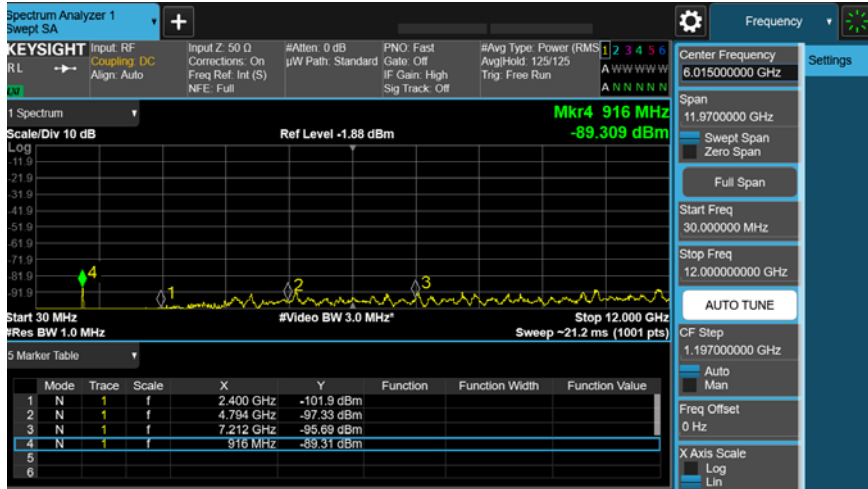 Spectrum Analyzer 1
Swept SA
Frequency
KEYSIGHT
RL
Input: RF
Coupling: DC
Align: Auto
Input Z: 50 Ω
Corrections: On
Freq Ref: Int (S)
NFE: Full
#Atten: 0 dB
µW Path: Standard
PNO: Fast
Gate: Off
IF Gain: High
Sig Track: Off
#Avg Type: Power (RMS
Avg|Hold: 125/125
Trig: Free Run
1 2 3 4 5 6
A W W W W W
A N N N N N
1 Spectrum
Mkr4 916 MHz
-89.309 dBm
Scale/Div 10 dB
Ref Level -1.88 dBm
Log
-11.9
-21.9
-31.9
-41.9
-51.9
-61.9
-71.9
-81.9
-91.9
4
1
2
3
Start 30 MHz
#Video BW 3.0 MHz*
Stop 12.000 GHz
#Res BW 1.0 MHz
Sweep ~21.2 ms (1001 pts)
5 Marker Table
Mode Trace Scale X Y Function Function Width Function Value
1 N 1 f 2.400 GHz -101.9 dBm
2 N 1 f 4.794 GHz -97.33 dBm
3 N 1 f 7.212 GHz -95.69 dBm
4 N 1 f 916 MHz -89.31 dBm
5
6
Center Frequency
6.015000000 GHz
Span
11.9700000 GHz
Swept Span
Zero Span
Full Span
Start Freq
30.000000 MHz
Stop Freq
12.000000000 GHz
AUTO TUNE
CF Step
1.197000000 GHz
Auto
Man
Freq Offset
0 Hz
X Axis Scale
Log
Lin
Settings